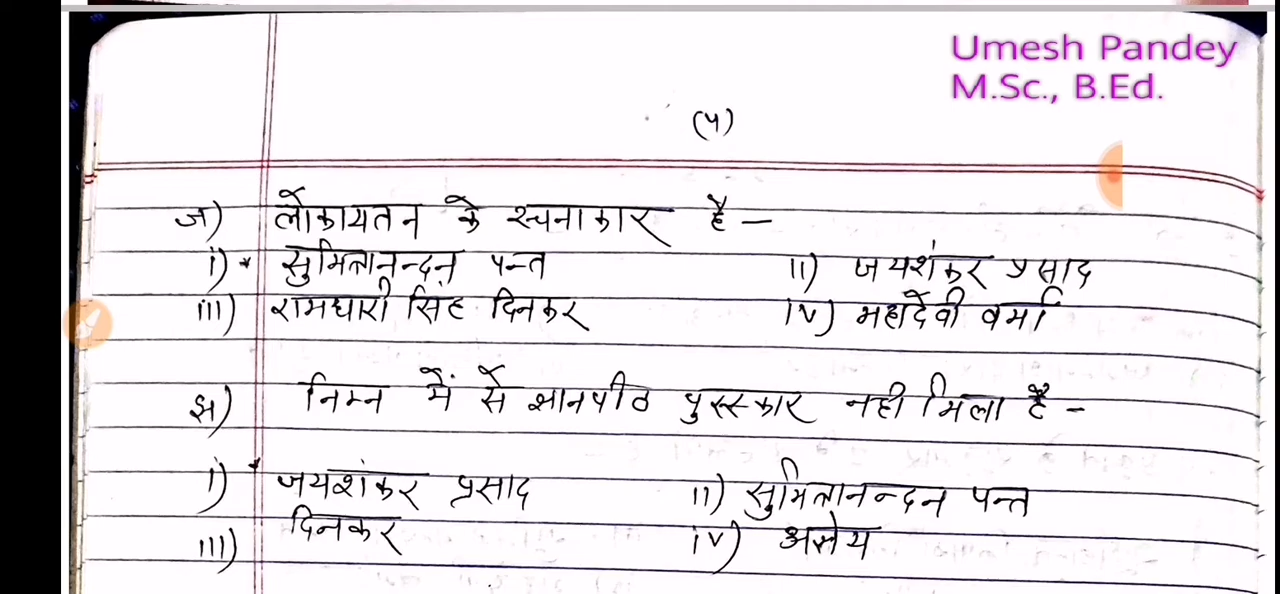 Umesh Pandey
M.Sc., B.Ed.
(५)
ज) लोकायतन के रचनाकार है –
i) * सुमित्रानन्दन पन्त ii) जयशंकर प्रसाद
iii) रामधारी सिंह दिनकर iv) महादेवी वर्मा
झ) निम्न में से ज्ञानपीठ पुरस्कार नही मिला है –
i) * जयशंकर प्रसाद ii) सुमित्रानन्दन पन्त
iii) दिनकर iv) अज्ञेय